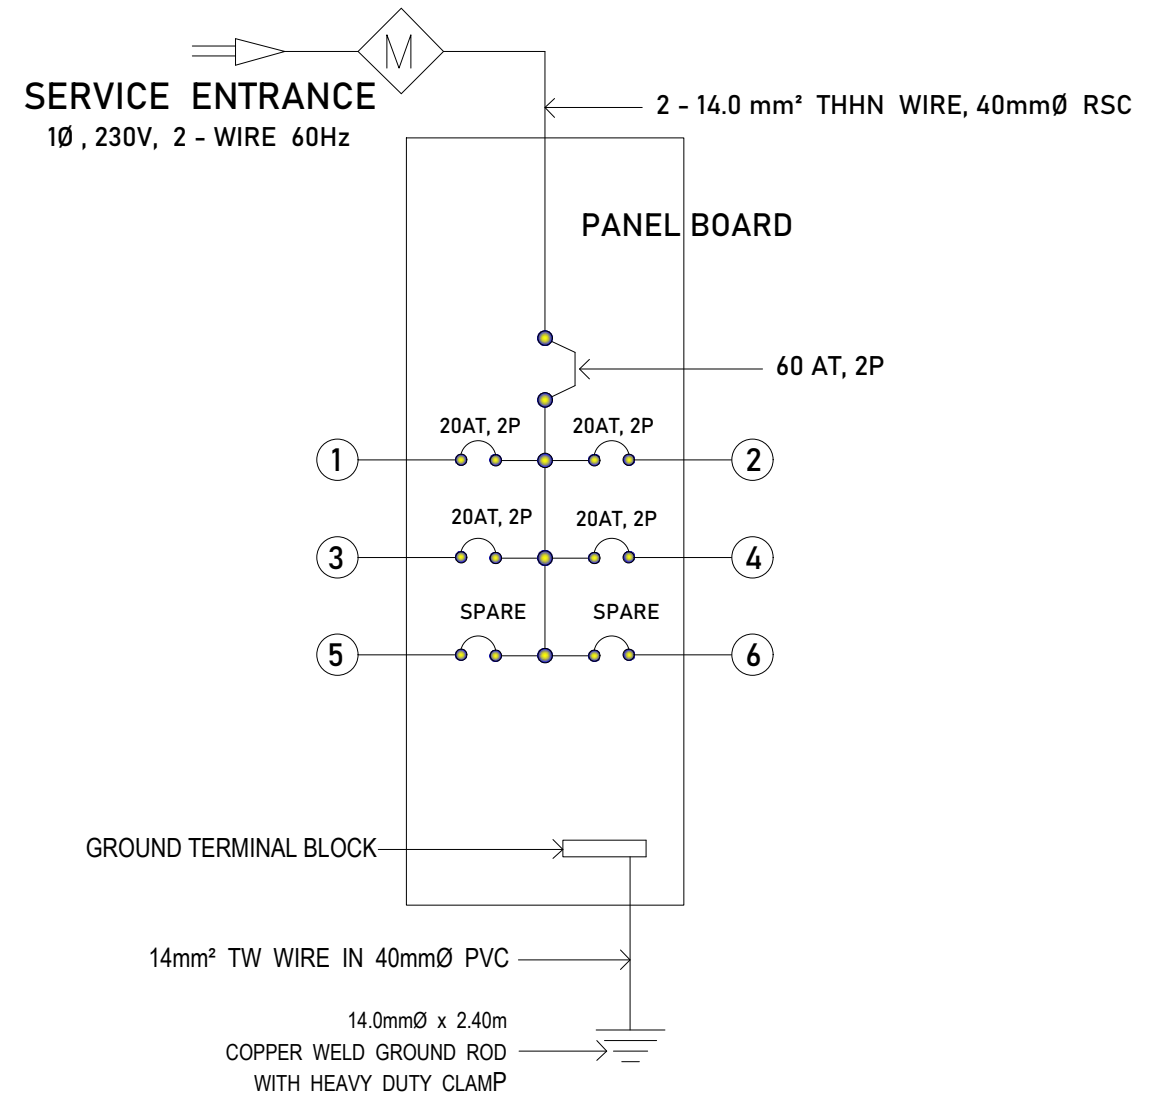 M
SERVICE ENTRANCE
1Ø , 230V, 2 - WIRE 60Hz
2 - 14.0 mm² THHN WIRE, 40mmØ RSC
PANEL BOARD
60 AT, 2P
20AT, 2P
20AT, 2P
1
2
20AT, 2P
20AT, 2P
3
4
SPARE
SPARE
5
6
GROUND TERMINAL BLOCK
14mm² TW WIRE IN 40mmØ PVC
14.0mmØ x 2.40m
COPPER WELD GROUND ROD
WITH HEAVY DUTY CLAMP